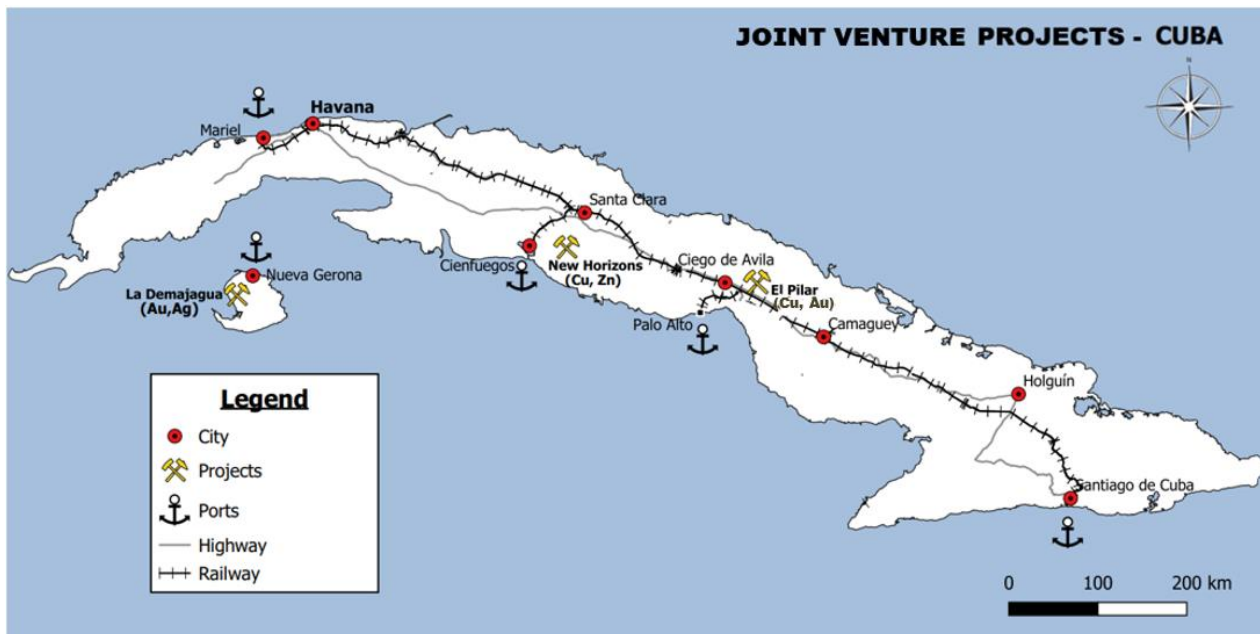 JOINT VENTURE PROJECTS - CUBA
N
Havana
Mariel
Santa Clara
Nueva Gerona
Cienfuegos
New Horizons
(Cu, Zn)
Ciego de Avila
La Demajagua
(Au,Ag)
El Pilar
(Cu, Au)
Palo Alto
Camaguey
Holguín
Santiago de Cuba
Legend
City
Projects
Ports
Highway
Railway
0 100 200 km